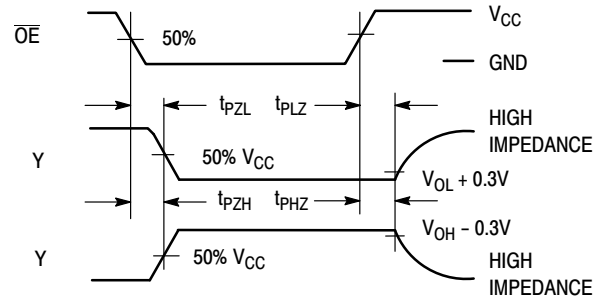 V_CC
O̅E̅ 50%
GND
t_PZL t_PLZ
HIGH
IMPEDANCE
Y 50% V_CC
V_OL + 0.3V
t_PZH t_PHZ
V_OH − 0.3V
Y 50% V_CC
HIGH
IMPEDANCE